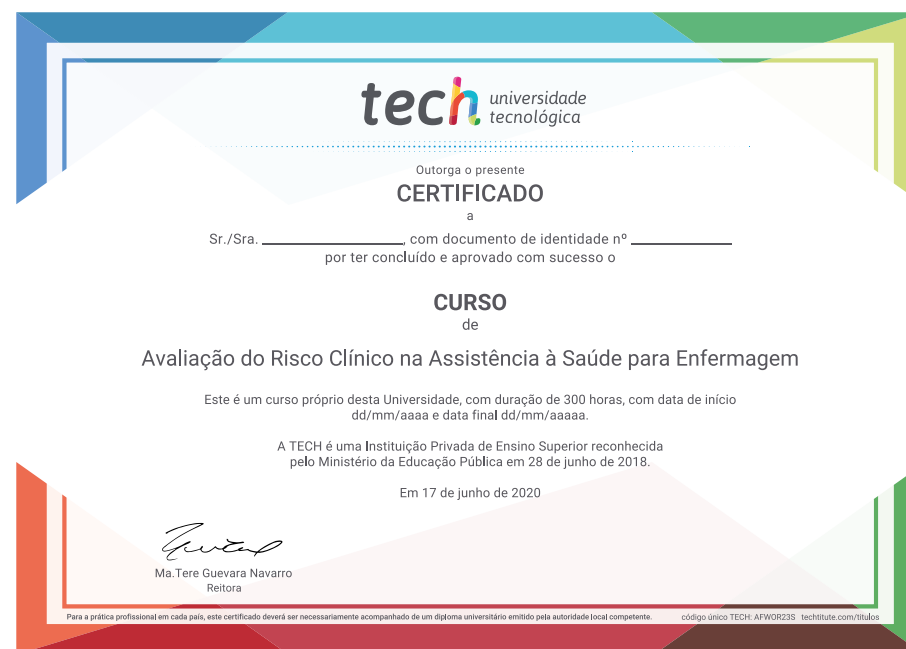 tech universidade
tecnológica
Outorga o presente
CERTIFICADO
a
Sr./Sra. ________________, com documento de identidade nº ____________
por ter concluído e aprovado com sucesso o
CURSO
de
Avaliação do Risco Clínico na Assistência à Saúde para Enfermagem
Este é um curso próprio desta Universidade, com duração de 300 horas, com data de início
dd/mm/aaaa e data final dd/mm/aaaaa.
A TECH é uma Instituição Privada de Ensino Superior reconhecida
pelo Ministério da Educação Pública em 28 de junho de 2018.
Em 17 de junho de 2020
Ma.Tere Guevara Navarro
Reitora
Para a prática profissional em cada país, este certificado deverá ser necessariamente acompanhado de um diploma universitário emitido pela autoridade local competente. código único TECH: AFWOR23S techtitute.com/titulos